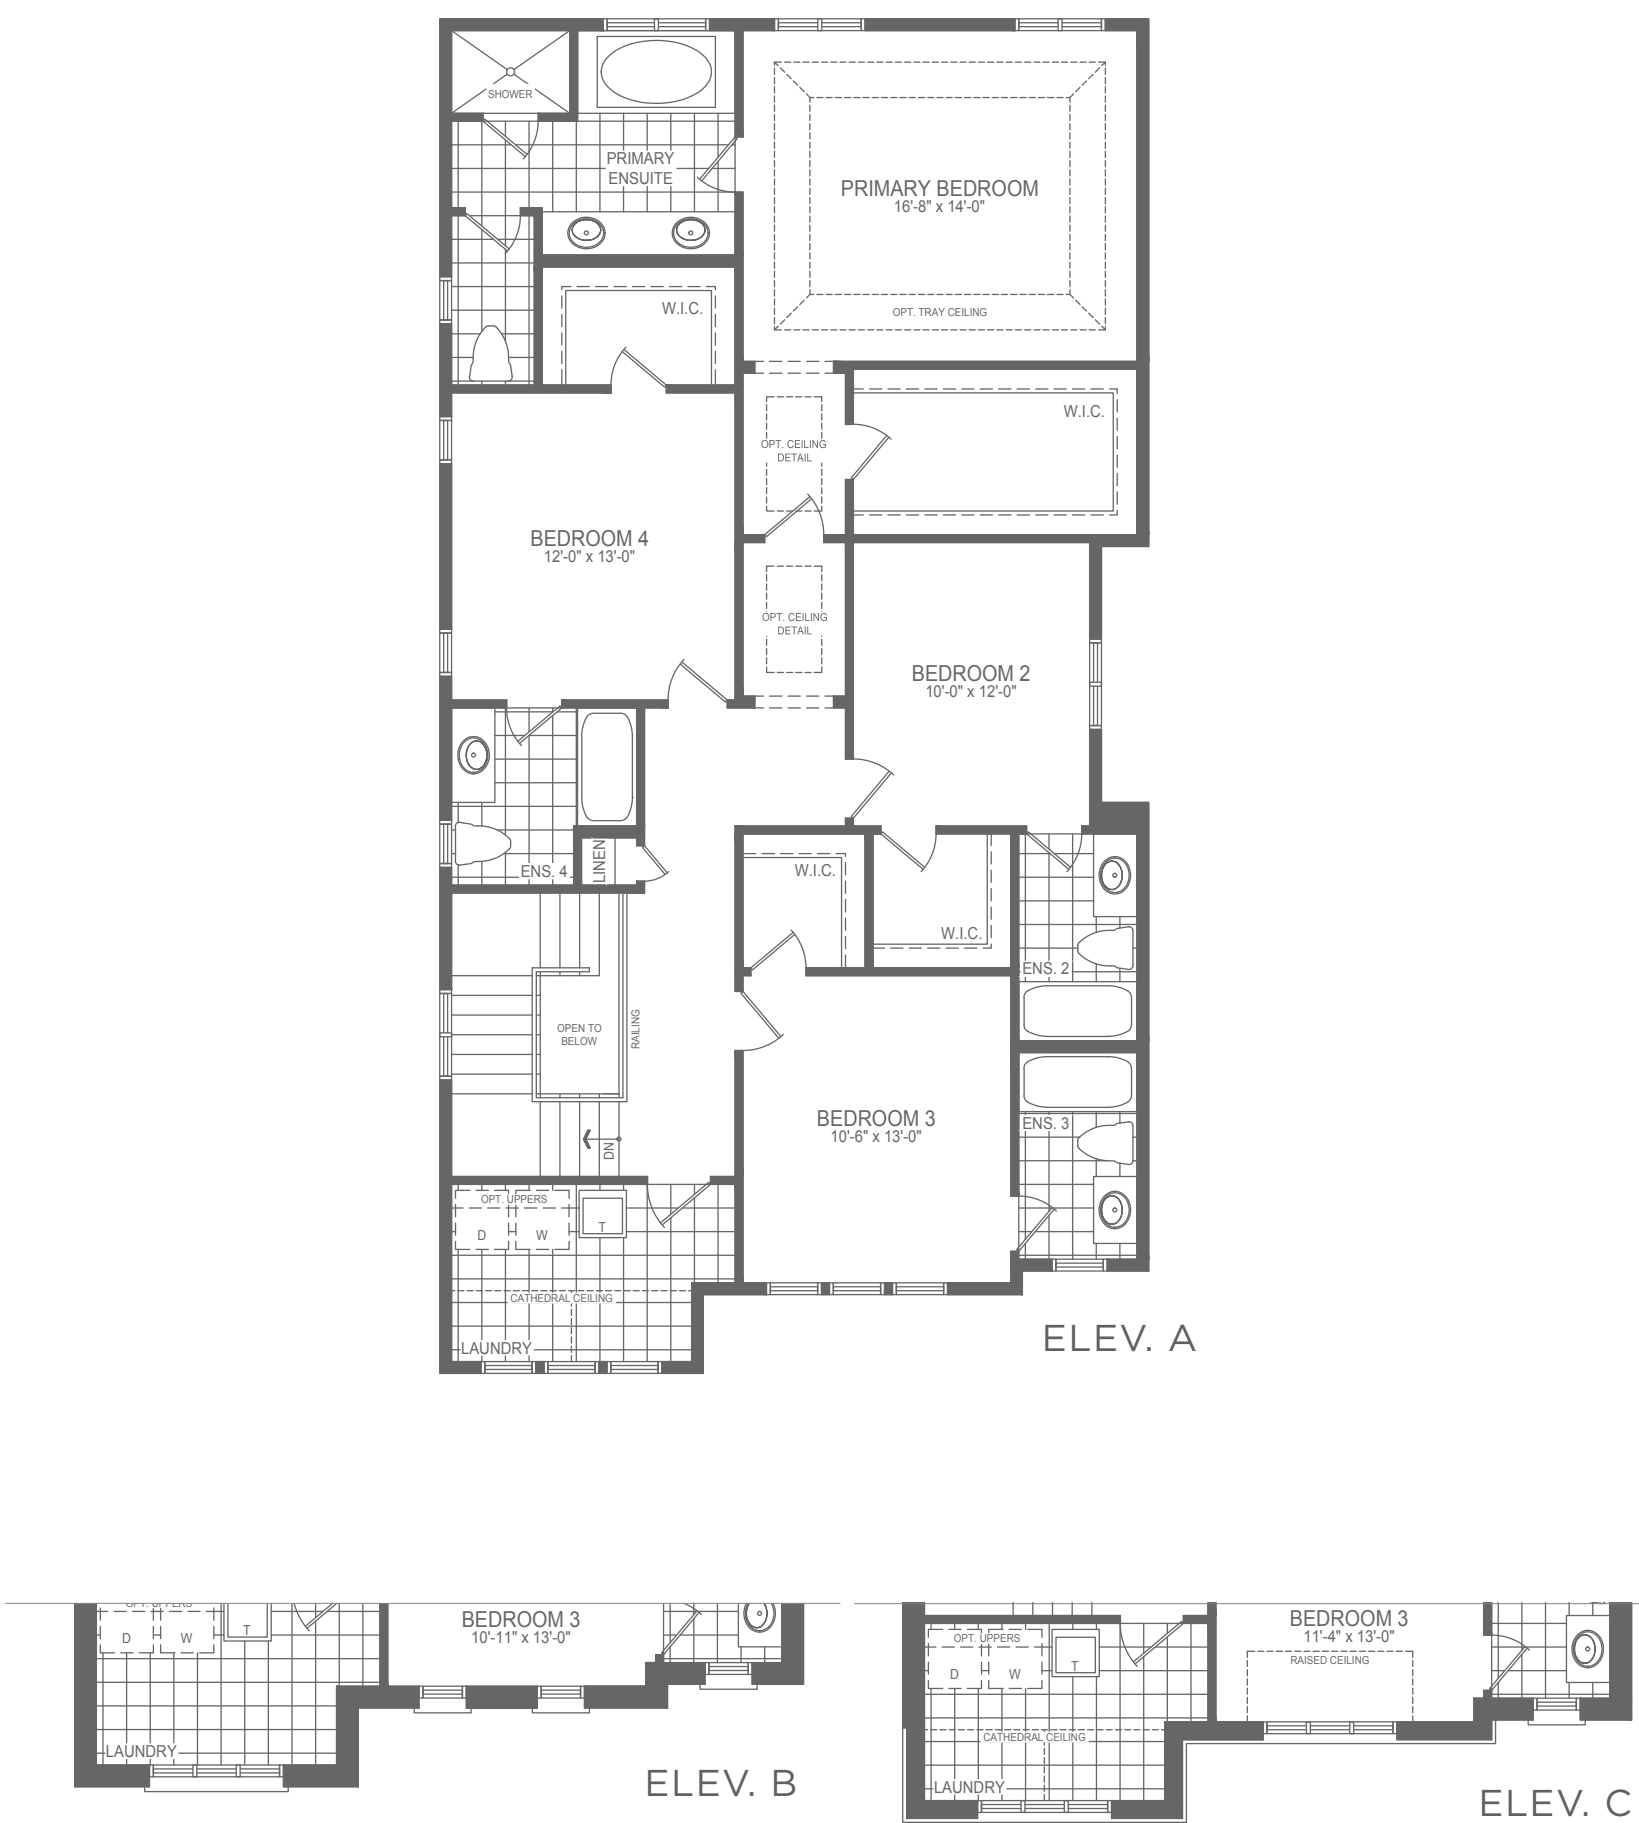 SHOWER
PRIMARY
ENSUITE
PRIMARY BEDROOM
16'-8" x 14'-0"
OPT. TRAY CEILING
W.I.C.
W.I.C.
OPT. CEILING
DETAIL
BEDROOM 4
12'-0" x 13'-0"
OPT. CEILING
DETAIL
BEDROOM 2
10'-0" x 12'-0"
ENS. 4
LINEN
W.I.C.
W.I.C.
ENS. 2
OPEN TO
BELOW
RAILING
DN
BEDROOM 3
10'-6" x 13'-0"
ENS. 3
OPT. UPPERS
D
W
T
CATHEDRAL CEILING
LAUNDRY
ELEV. A
OPT. UPPERS
D
W
T
BEDROOM 3
10'-11" x 13'-0"
LAUNDRY
ELEV. B
OPT. UPPERS
D
W
T
BEDROOM 3
11'-4" x 13'-0"
RAISED CEILING
CATHEDRAL CEILING
LAUNDRY
ELEV. C